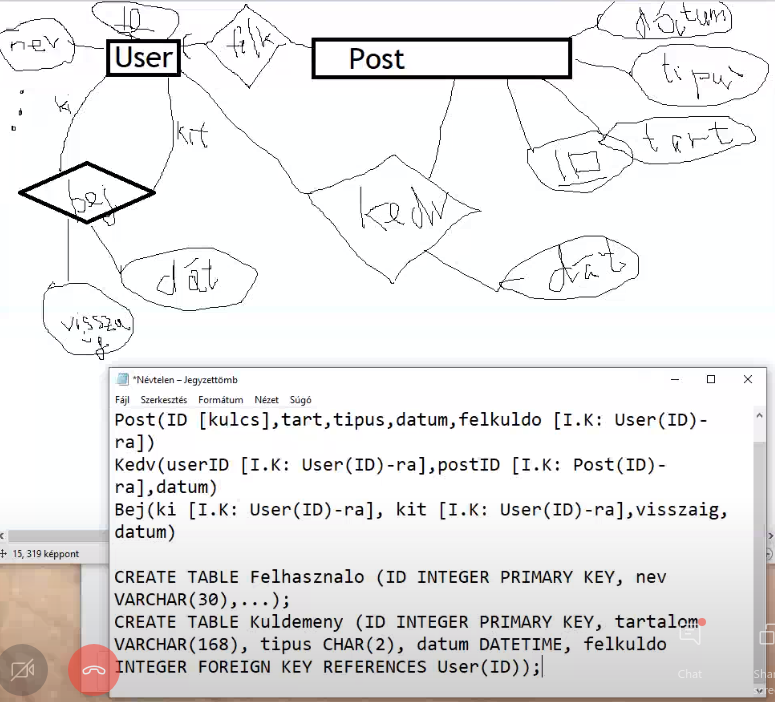 ID
nev
User
felk
Post
dátum
tipus
ki
kit
ID
tart
bej
kedv
dát
dát
vissza
ig
*Névtelen – Jegyzettömb
Fájl Szerkesztés Formátum Nézet Súgó
Post(ID [kulcs],tart,tipus,datum,felkuldo [I.K: User(ID)-
ra])
Kedv(userID [I.K: User(ID)-ra],postID [I.K: Post(ID)-
ra],datum)
Bej(ki [I.K: User(ID)-ra], kit [I.K: User(ID)-ra],visszaig,
datum)
CREATE TABLE Felhasznalo (ID INTEGER PRIMARY KEY, nev
VARCHAR(30),...);
CREATE TABLE Kuldemeny (ID INTEGER PRIMARY KEY, tartalom
VARCHAR(168), tipus CHAR(2), datum DATETIME, felkuldo
INTEGER FOREIGN KEY REFERENCES User(ID));
15, 319 képpont
Chat